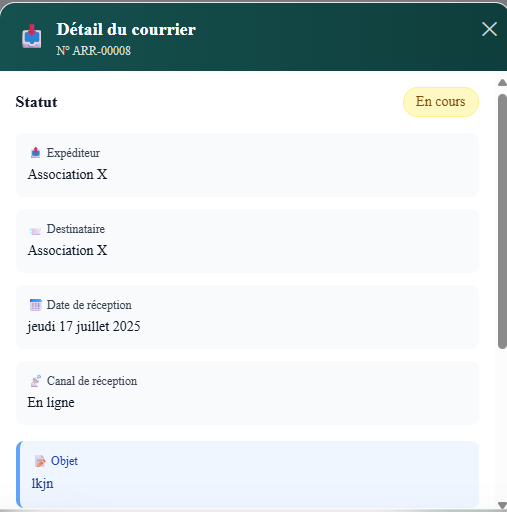 Détail du courrier
N° ARR-00008
Statut
En cours
Expéditeur
Association X
Destinataire
Association X
Date de réception
jeudi 17 juillet 2025
Canal de réception
En ligne
Objet
lkjn